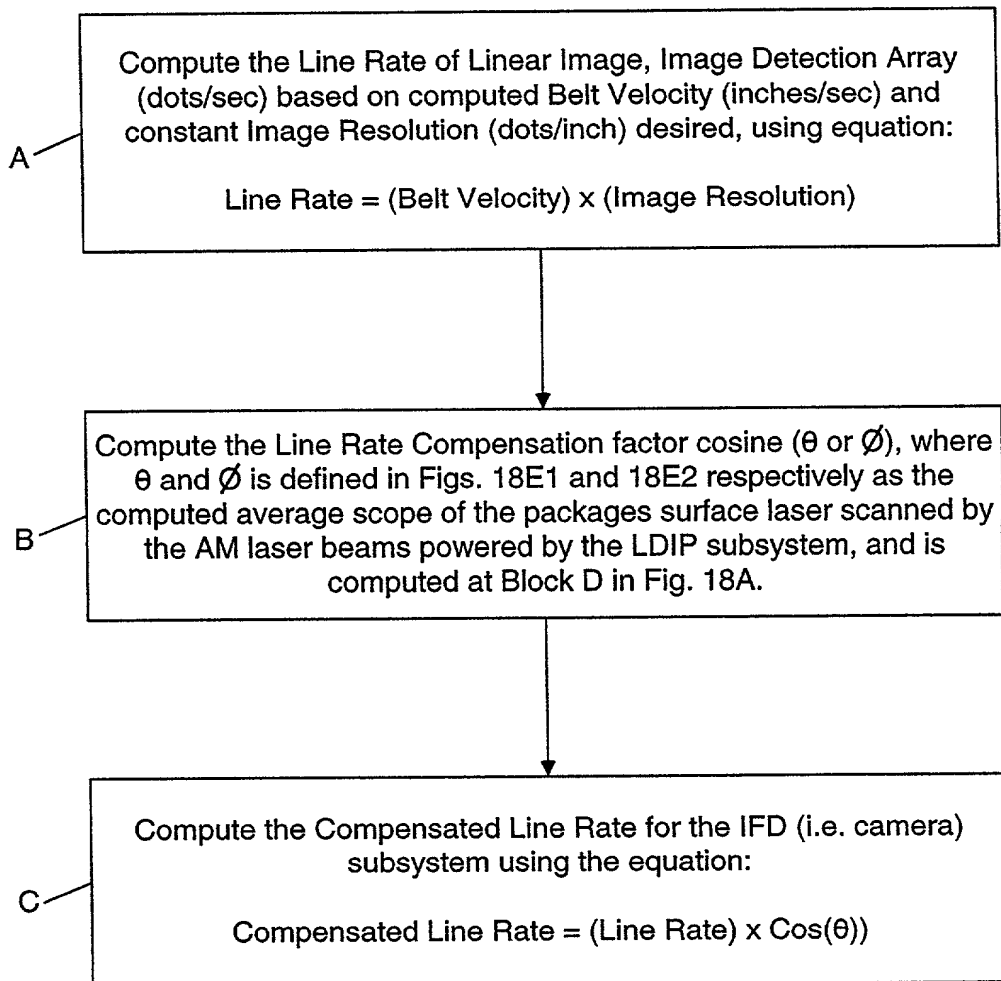 Compute the Line Rate of Linear Image, Image Detection Array
(dots/sec) based on computed Belt Velocity (inches/sec) and
constant Image Resolution (dots/inch) desired, using equation:
Line Rate = (Belt Velocity) x (Image Resolution)
A
Compute the Line Rate Compensation factor cosine (θ or Ø), where
θ and Ø is defined in Figs. 18E1 and 18E2 respectively as the
computed average scope of the packages surface laser scanned by
the AM laser beams powered by the LDIP subsystem, and is
computed at Block D in Fig. 18A.
B
Compute the Compensated Line Rate for the IFD (i.e. camera)
subsystem using the equation:
Compensated Line Rate = (Line Rate) x Cos(θ))
C